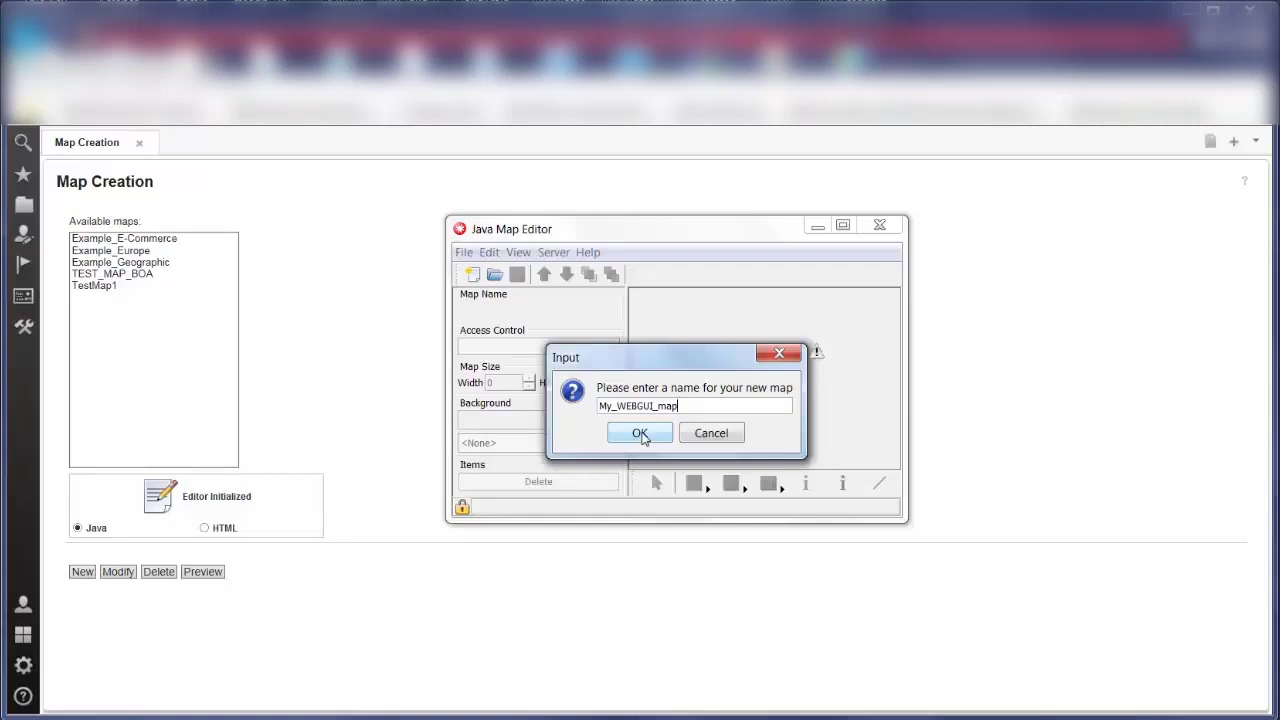 Map Creation
Map Creation
?
Available maps:
Example_E-Commerce
Example_Europe
Example_Geographic
TEST_MAP_BOA
TestMap1
Editor Initialized
Java
HTML
New
Modify
Delete
Preview
Java Map Editor
File Edit View Server Help
Map Name
Access Control
Map Size
Width 0 H
Background
<None>
Items
Delete
Input
Please enter a name for your new map
My_WEBGUI_map
OK
Cancel